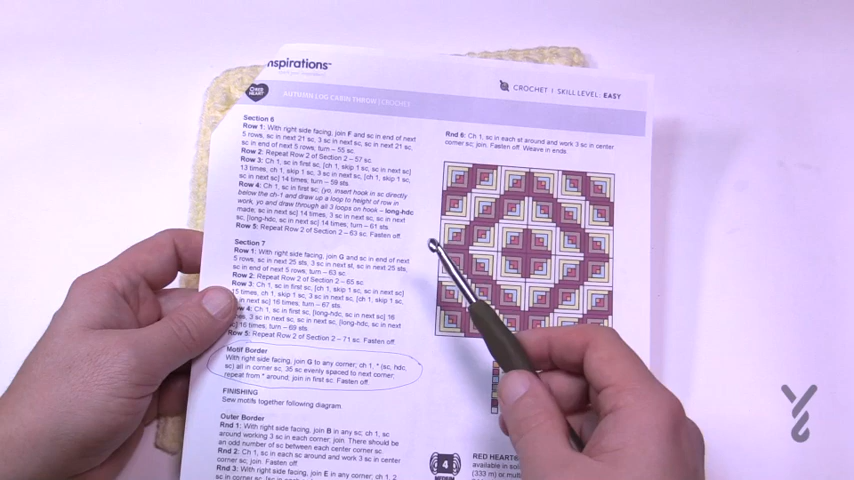 nspirations™
CROCHET | SKILL LEVEL: EASY
RED HEART
AUTUMN LOG CABIN THROW | CROCHET
Section 6
Row 1: With right side facing, join F and sc in end of next
5 rows, sc in next 21 sc, 3 sc in next sc, sc in next 21 sc,
sc in end of next 5 rows; turn – 55 sc.
Row 2: Repeat Row 2 of Section 2 – 57 sc.
Row 3: Ch 1, sc in first sc, [ch 1, skip 1 sc, sc in next sc]
13 times, ch 1, skip 1 sc, 3 sc in next sc, [ch 1, skip 1 sc,
sc in next sc] 14 times; turn – 59 sts.
Row 4: Ch 1, sc in first sc, (yo, insert hook in sc directly
below the ch-1 and draw up a loop to height of row in
work, yo and draw through all 3 loops on hook – long-hdc
made, sc in next sc] 14 times, 3 sc in next sc, sc in next
sc, [long-hdc, sc in next sc] 14 times; turn – 61 sts.
Row 5: Repeat Row 2 of Section 2 – 63 sc. Fasten off.
Section 7
Row 1: With right side facing, join G and sc in end of next
5 rows, sc in next 25 sts, 3 sc in next st, sc in next 25 sts,
sc in end of next 5 rows; turn – 63 sc.
Row 2: Repeat Row 2 of Section 2 – 65 sc.
Row 3: Ch 1, sc in first sc, [ch 1, skip 1 sc, sc in next sc]
15 times, ch 1, skip 1 sc, 3 sc in next sc, [ch 1, skip 1 sc,
in next sc] 16 times; turn – 67 sts.
4: Ch 1, sc in first sc, [long-hdc, sc in next sc] 16
times, 3 sc in next sc, sc in next sc, [long-hdc, sc in next
16 times; turn – 69 sts.
Row 5: Repeat Row 2 of Section 2 – 71 sc. Fasten off.
Motif Border
With right side facing, join G to any corner; ch 1, * (sc, hdc,
sc) all in corner sc, 35 sc evenly spaced to next corner,
repeat from * around; join in first sc. Fasten off.
FINISHING
Sew motifs together following diagram.
Outer Border
Rnd 1: With right side facing, join B in any sc; ch 1, sc
around working 3 sc in each corner, join. There should be
an odd number of sc between each center corner sc
Rnd 2: Ch 1, sc in each sc around and work 3 sc in center
corner sc, join. Fasten off.
Rnd 3: With right side facing, join E in any corner; ch 1, 2
Rnd 6: Ch 1, sc in each st around and work 3 sc in center
corner sc; join. Fasten off. Weave in ends.
4
MEDIUM
RED HEART®
available in sol
(333 m) or mult